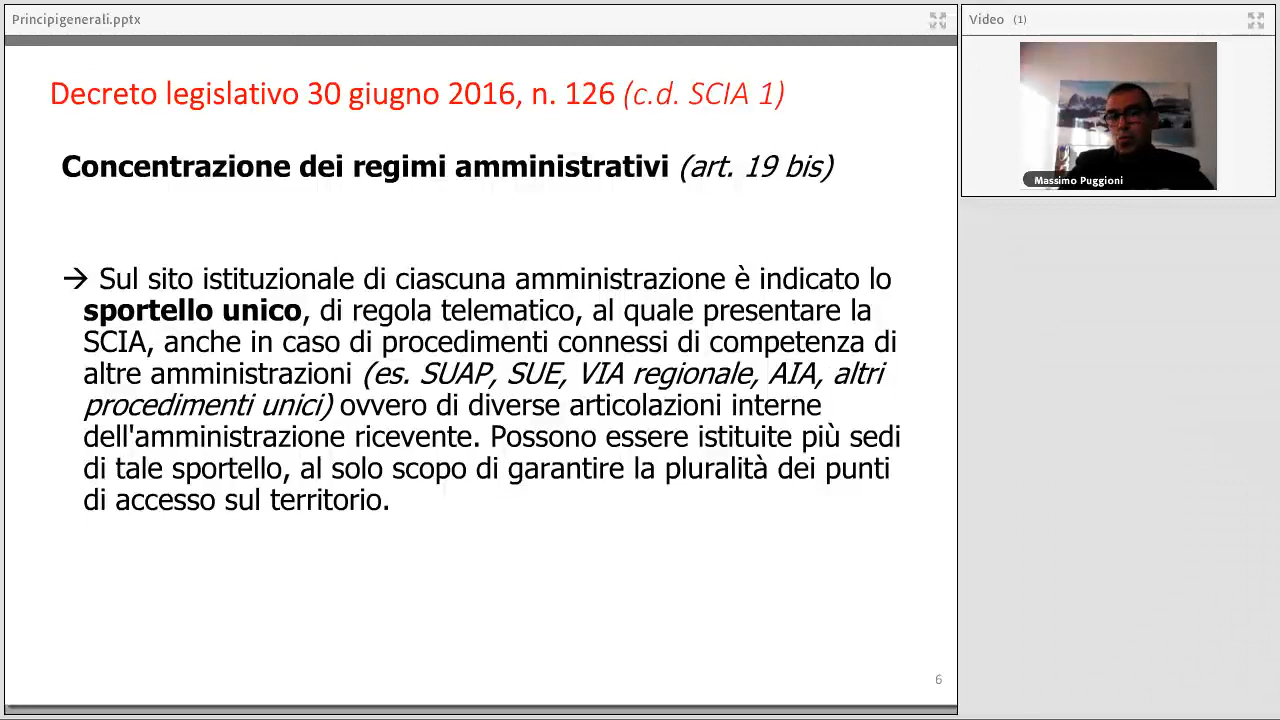 Principigenerali.pptx
Video (1)
Decreto legislativo 30 giugno 2016, n. 126 (c.d. SCIA 1)
Massimo Puggioni
Concentrazione dei regimi amministrativi (art. 19 bis)
→ Sul sito istituzionale di ciascuna amministrazione è indicato lo
sportello unico, di regola telematico, al quale presentare la
SCIA, anche in caso di procedimenti connessi di competenza di
altre amministrazioni (es. SUAP, SUE, VIA regionale, AIA, altri
procedimenti unici) ovvero di diverse articolazioni interne
dell'amministrazione ricevente. Possono essere istituite più sedi
di tale sportello, al solo scopo di garantire la pluralità dei punti
di accesso sul territorio.
6